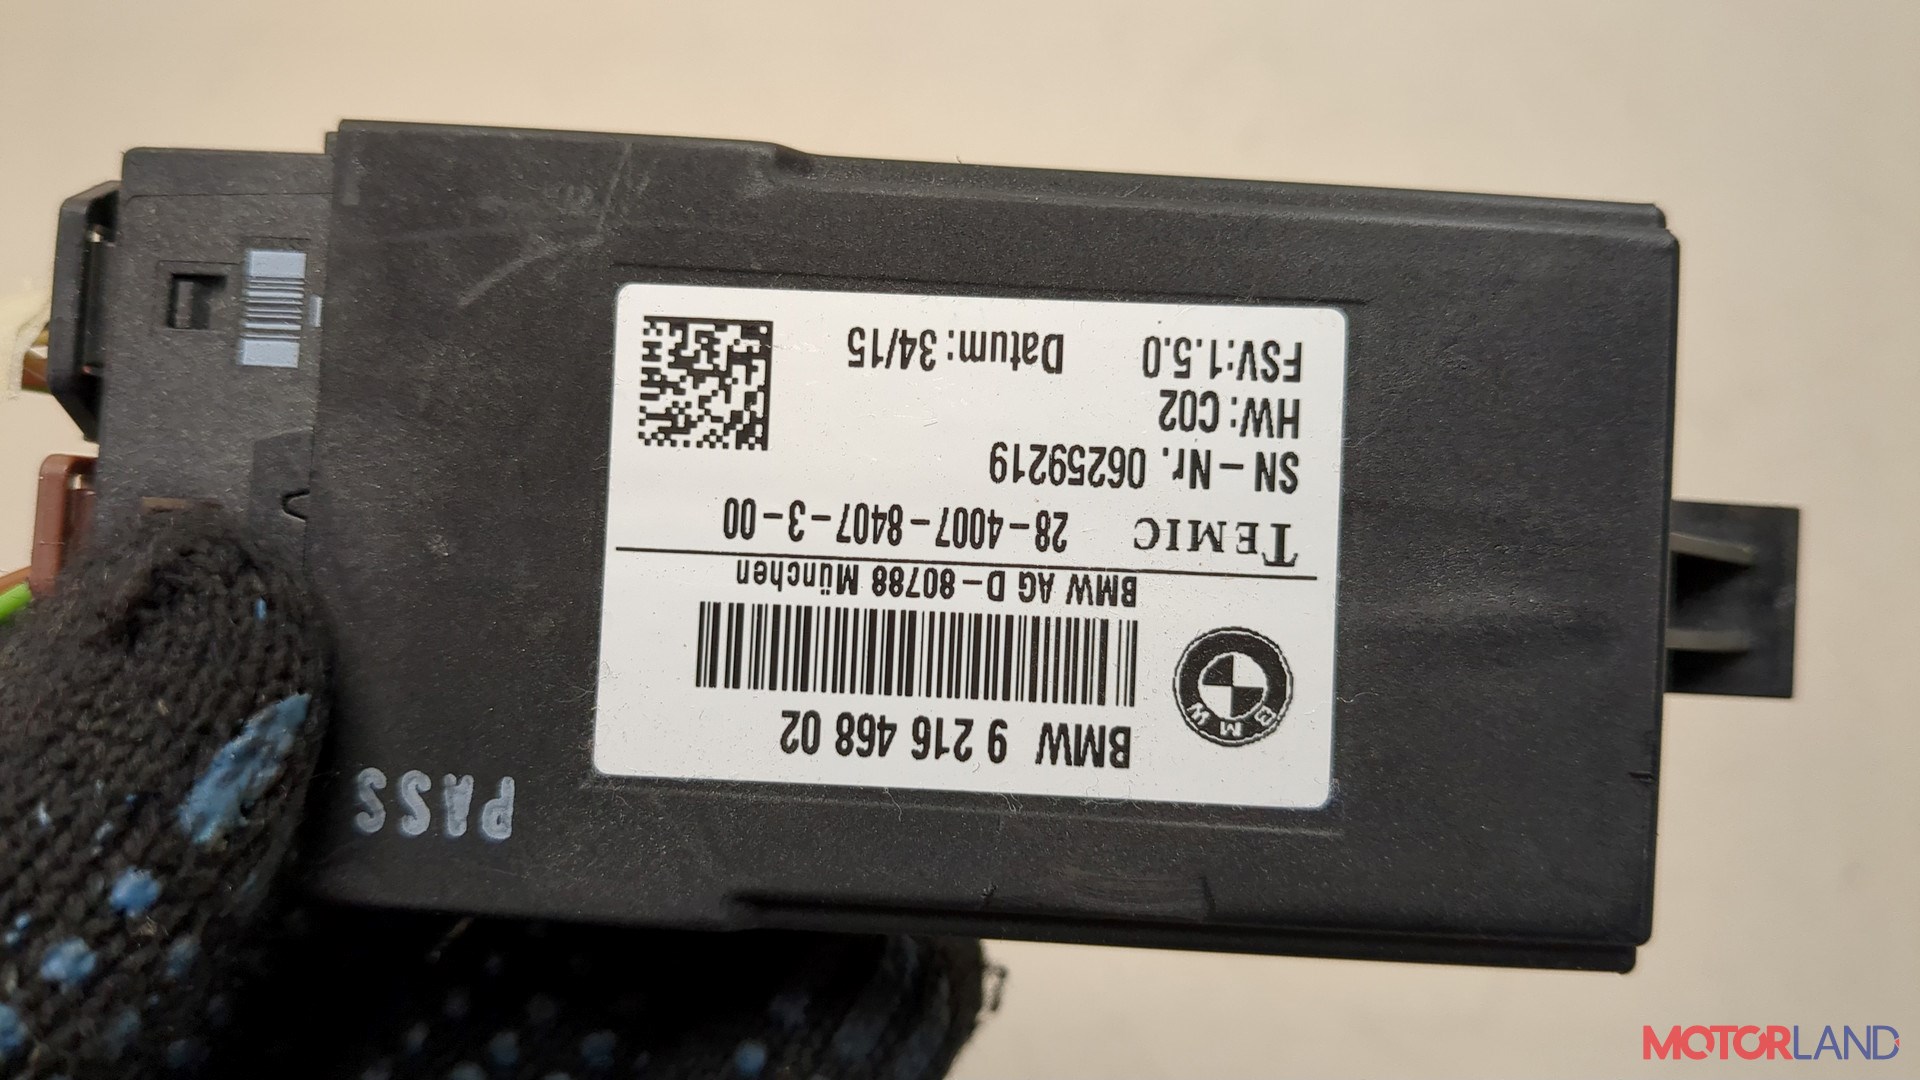 BMW 9 216 468 02
BMW AG D-80788 München
TEMIC 28-4007-8407-3-00
SN-Nr. 06259219
HW: C02
FSV:1.5.0 Datum:34/15
BMW
PASS
MOTORLAND